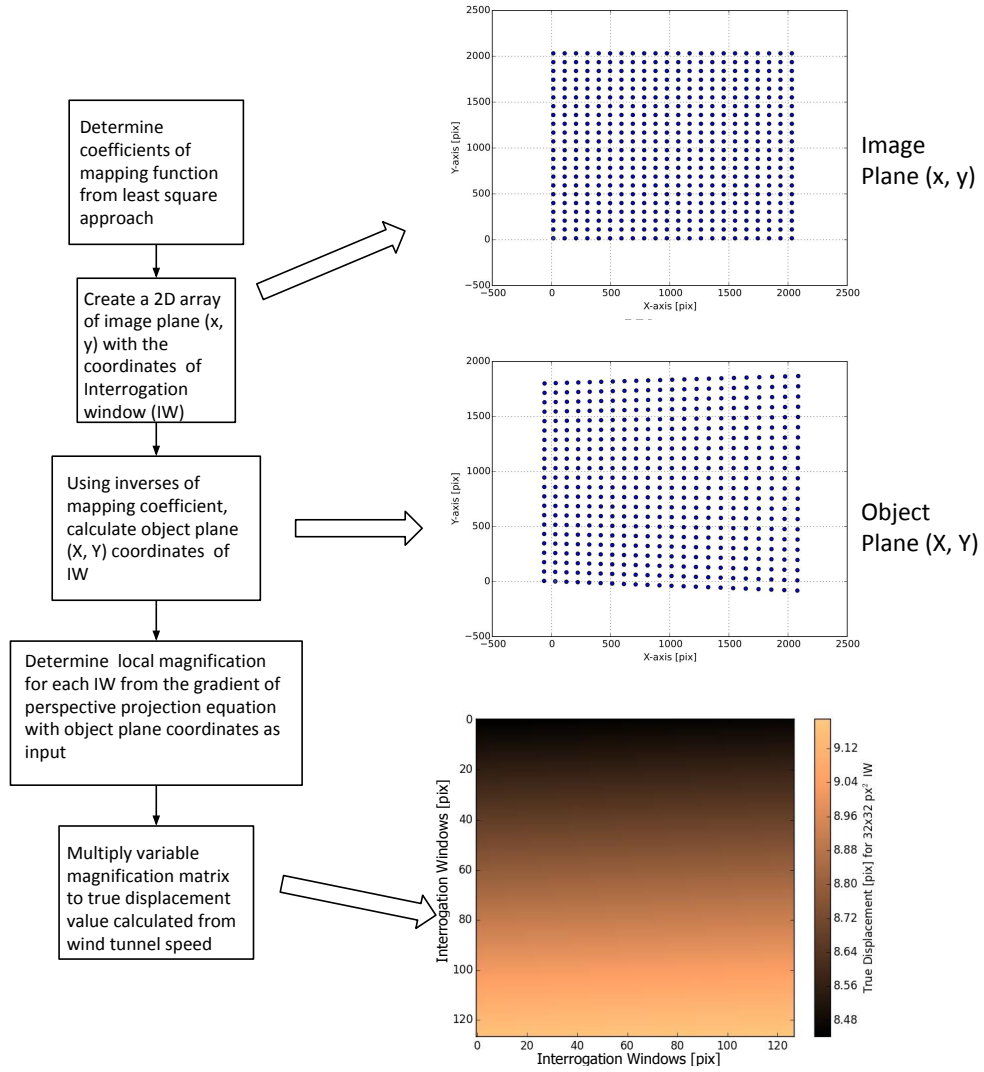 Determine
coefficients of
mapping function
from least square
approach
Create a 2D array
of image plane (x,
y) with the
coordinates of
Interrogation
window (IW)
Using inverses of
mapping coefficient,
calculate object plane
(X, Y) coordinates of
IW
Determine local magnification
for each IW from the gradient of
perspective projection equation
with object plane coordinates as
input
Multiply variable
magnification matrix
to true displacement
value calculated from
wind tunnel speed
2500
2000
1500
1000
500
0
−500
−500 0 500 1000 1500 2000 2500
Y-axis [pix]
X-axis [pix]
Image
Plane (x, y)
2000
1500
1000
500
0
−500
−500 0 500 1000 1500 2000 2500
Y-axis [pix]
X-axis [pix]
Object
Plane (X, Y)
0
20
40
60
80
100
120
0 20 40 60 80 100 120
Interrogation Windows [pix]
Interrogation Windows [pix]
9.12
9.04
8.96
8.88
8.80
8.72
8.64
8.56
8.48
True Displacement [pix] for 32x32 px² IW